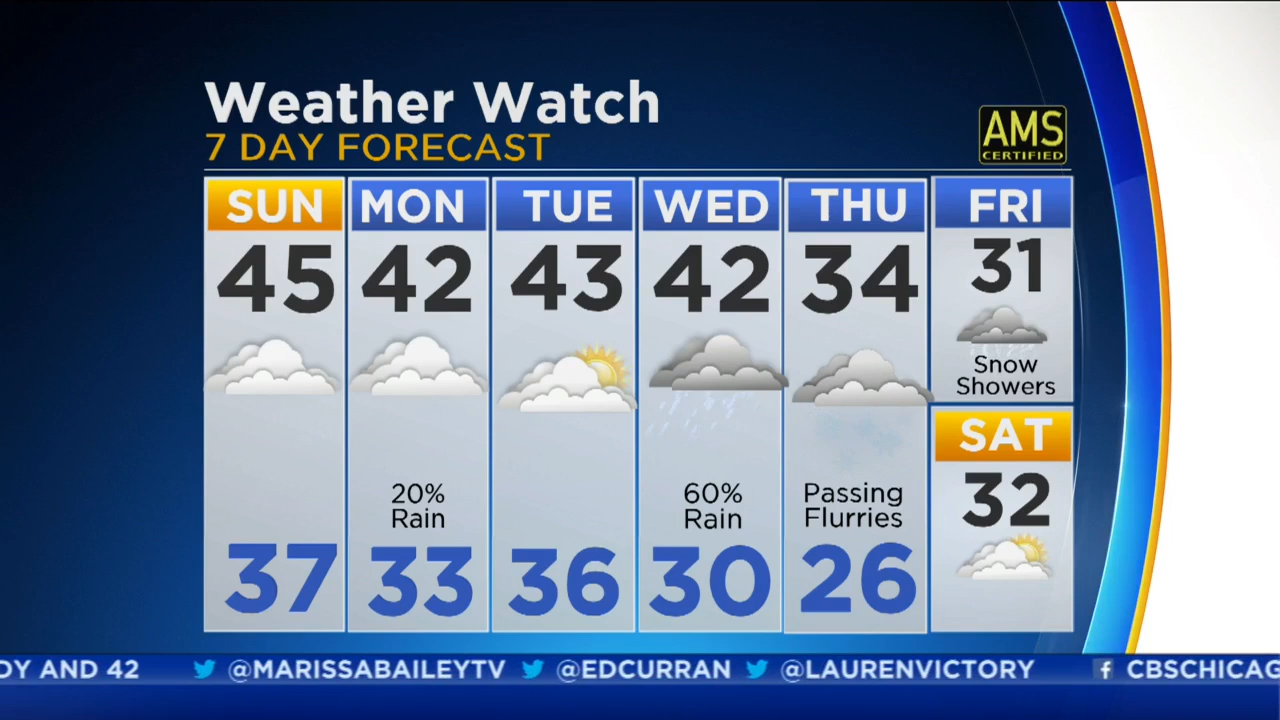 Weather Watch
7 DAY FORECAST
AMS
CERTIFIED
SUN
45
37
MON
42
20%
Rain
33
TUE
43
36
WED
42
60%
Rain
30
THU
34
Passing
Flurries
26
FRI
31
Snow
Showers
SAT
32
DY AND 42 @MARISSABAILEYTV @EDCURRAN @LAURENVICTORY f CBSCHICAG